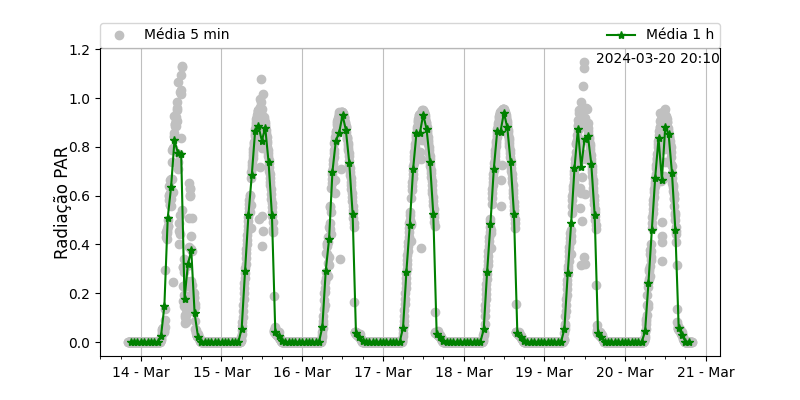 Média 5 min
Média 1 h
2024-03-20 20:10
Radiação PAR
1.2
1.0
0.8
0.6
0.4
0.2
0.0
14 - Mar
15 - Mar
16 - Mar
17 - Mar
18 - Mar
19 - Mar
20 - Mar
21 - Mar